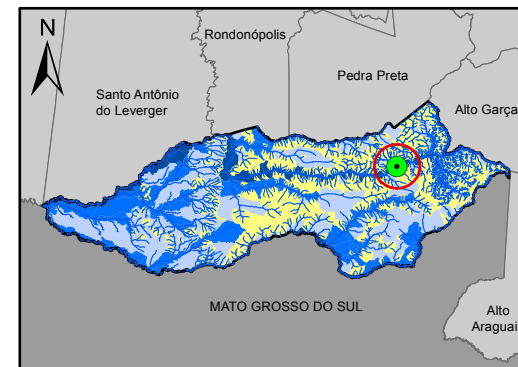 N
Rondonópolis
Santo Antônio
do Leverger
Pedra Preta
Alto Garça
MATO GROSSO DO SUL
Alto
Araguai